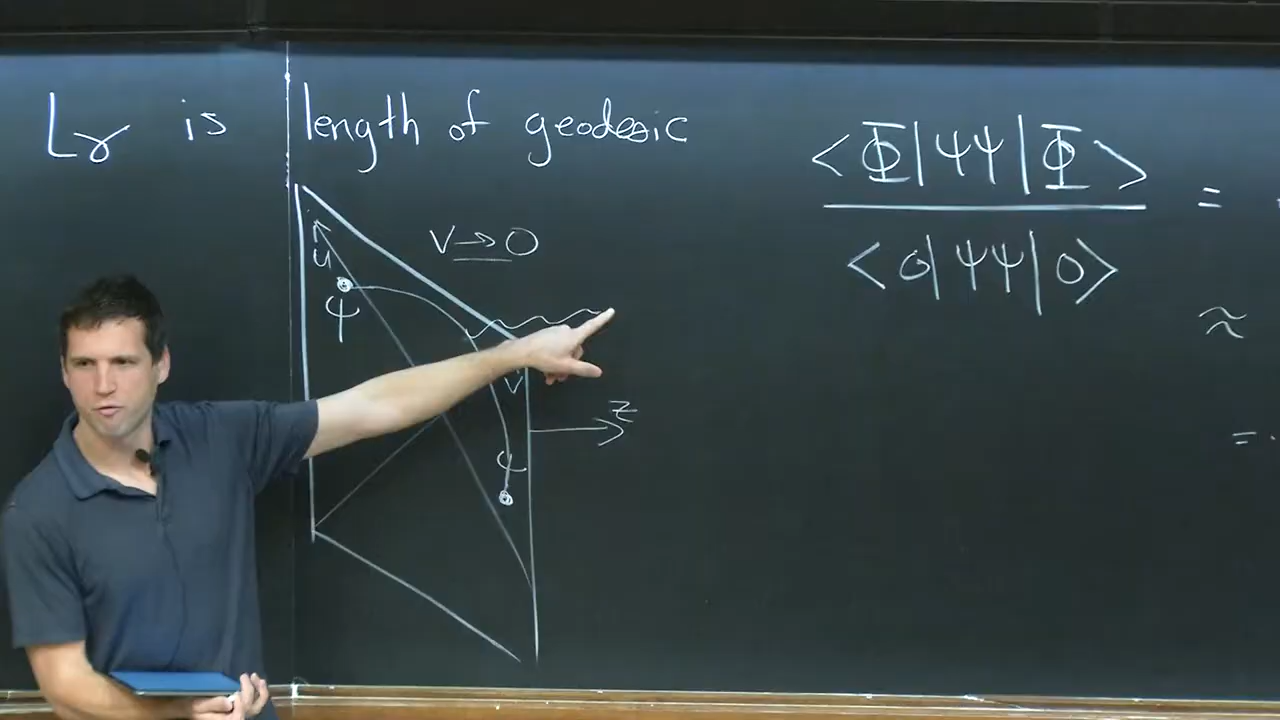 Lγ is length of geodesic
<Φ|ψψ|Φ> =
<0|ψψ|0>
≈
=
v→0
u
ψ
v
z
ψ